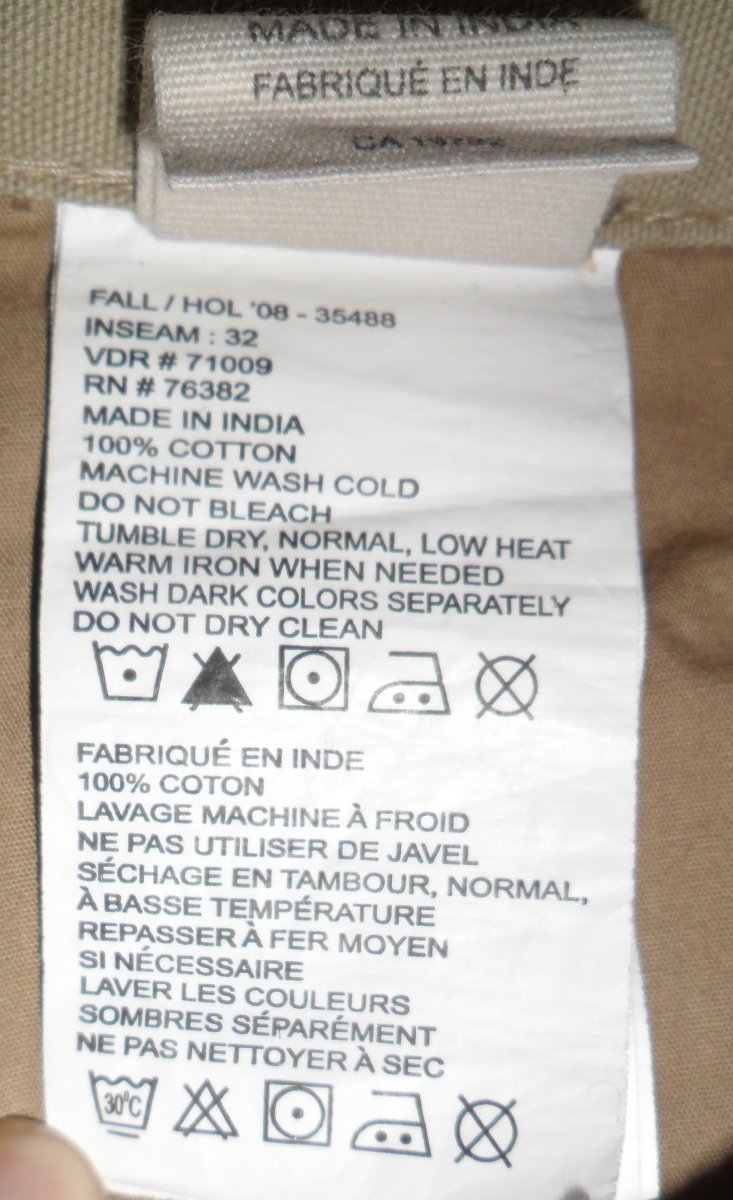 MADE IN INDIA
FABRIQUÉ EN INDE
FALL / HOL '08 - 35488
INSEAM : 32
VDR # 71009
RN # 76382
MADE IN INDIA
100% COTTON
MACHINE WASH COLD
DO NOT BLEACH
TUMBLE DRY, NORMAL, LOW HEAT
WARM IRON WHEN NEEDED
WASH DARK COLORS SEPARATELY
DO NOT DRY CLEAN
FABRIQUÉ EN INDE
100% COTON
LAVAGE MACHINE À FROID
NE PAS UTILISER DE JAVEL
SÉCHAGE EN TAMBOUR, NORMAL,
À BASSE TEMPÉRATURE
REPASSER À FER MOYEN
SI NÉCESSAIRE
LAVER LES COULEURS
SOMBRES SÉPARÉMENT
NE PAS NETTOYER À SEC
30°C